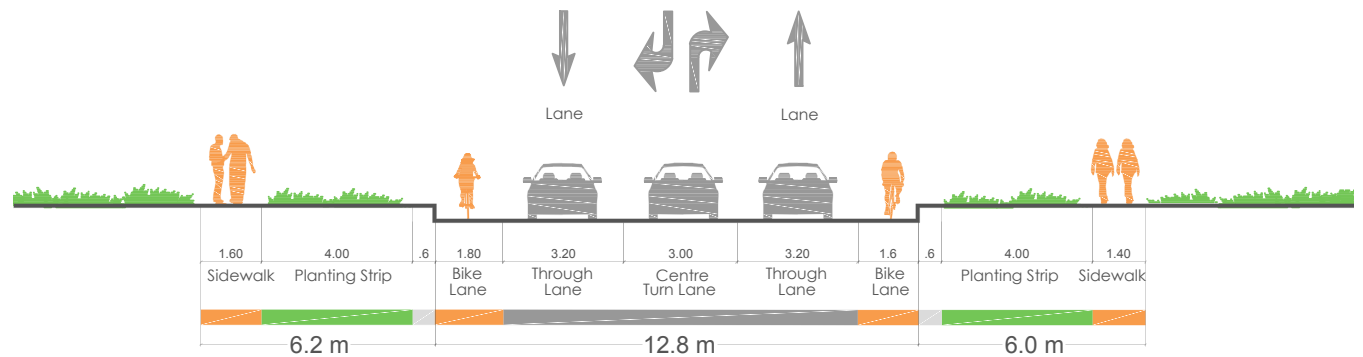 Lane
Lane
1.60
4.00
.6
1.80
3.20
3.00
3.20
1.6
.6
4.00
1.40
Sidewalk
Planting Strip
Bike
Lane
Through
Lane
Centre
Turn Lane
Through
Lane
Bike
Lane
Planting Strip
Sidewalk
6.2 m
12.8 m
6.0 m